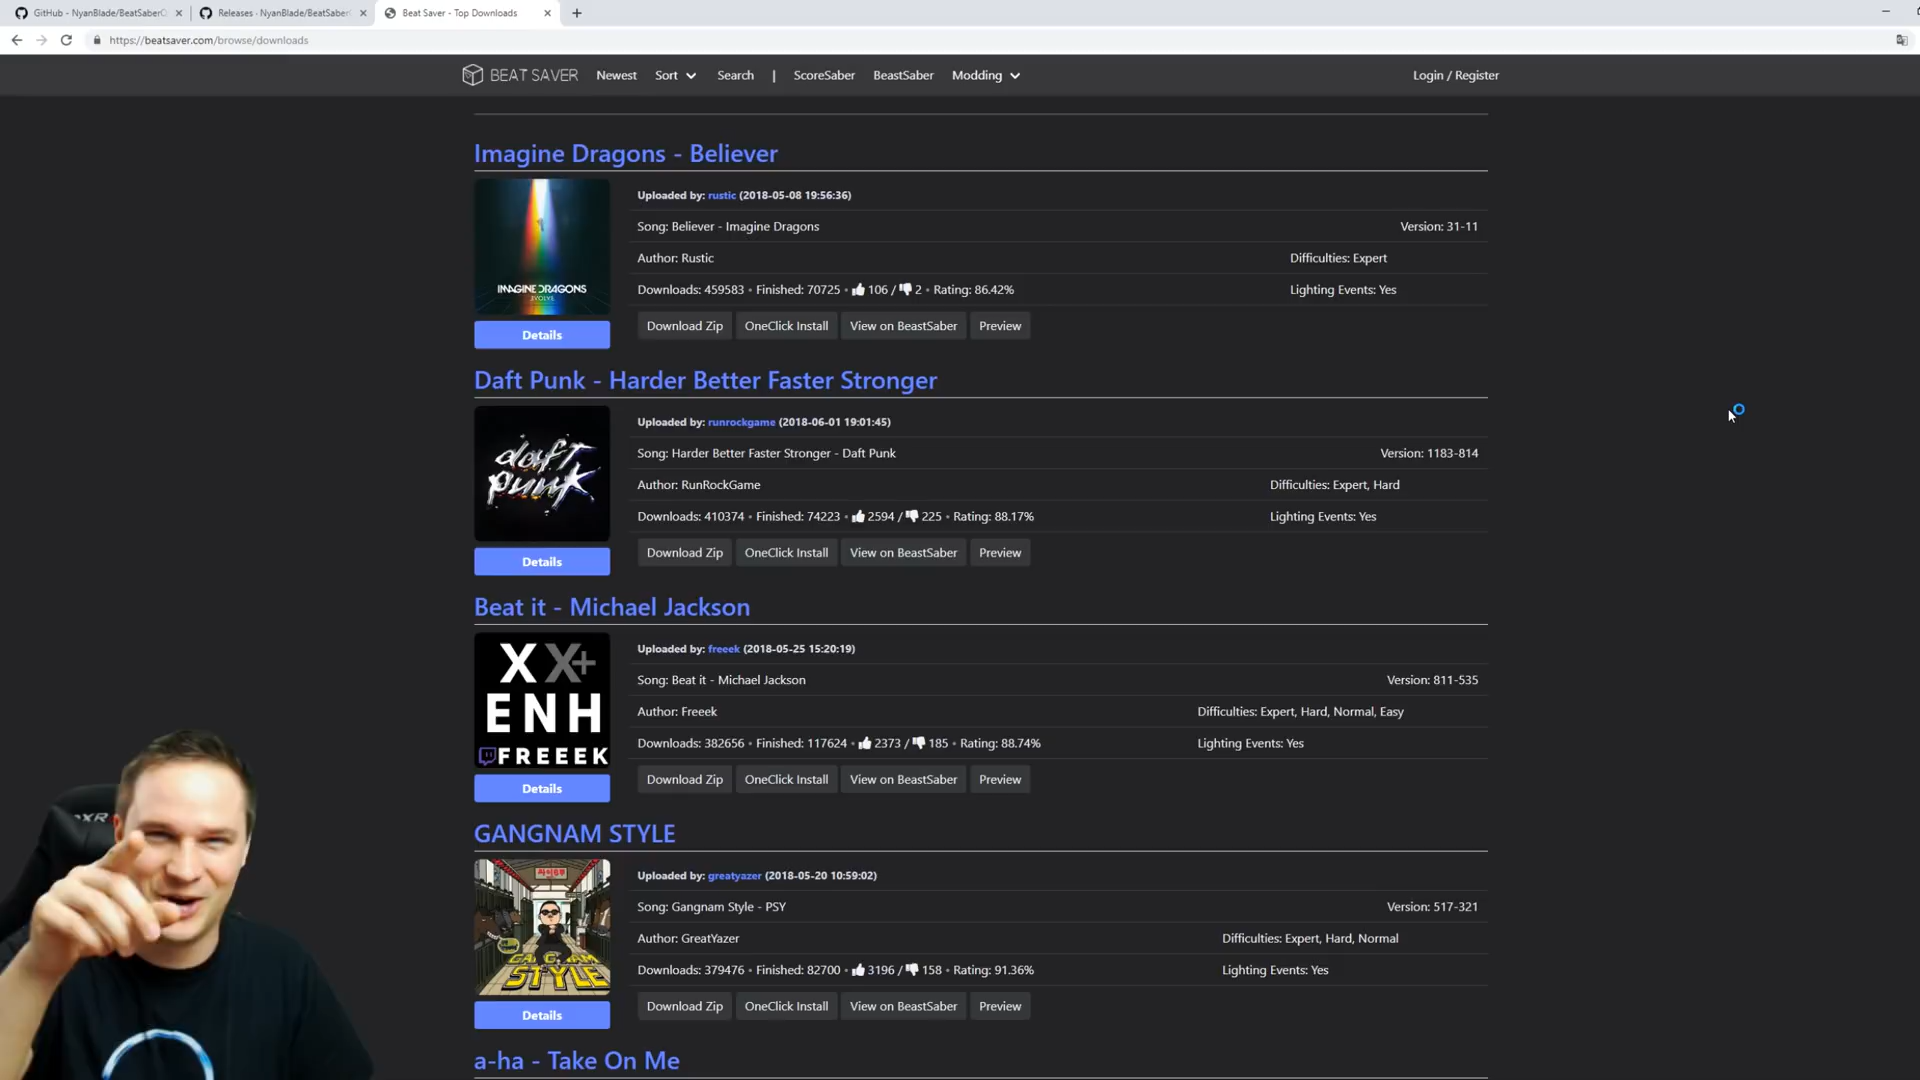 GitHub - NyanBlade/BeatSaber
Releases · NyanBlade/BeatSaber
Beat Saver - Top Downloads
https://beatsaver.com/browse/downloads
BEAT SAVER Newest Sort Search | ScoreSaber BeastSaber Modding Login / Register
Imagine Dragons - Believer
IMAGINE DRAGONS
EVOLVE
Uploaded by: rustic (2018-05-08 19:56:36)
Song: Believer - Imagine Dragons Version: 31-11
Author: Rustic Difficulties: Expert
Downloads: 459583 • Finished: 70725 • 106 / 2 • Rating: 86.42% Lighting Events: Yes
Details Download Zip OneClick Install View on BeastSaber Preview
Daft Punk - Harder Better Faster Stronger
daft
punk
Uploaded by: runrockgame (2018-06-01 19:01:45)
Song: Harder Better Faster Stronger - Daft Punk Version: 1183-814
Author: RunRockGame Difficulties: Expert, Hard
Downloads: 410374 • Finished: 74223 • 2594 / 225 • Rating: 88.17% Lighting Events: Yes
Details Download Zip OneClick Install View on BeastSaber Preview
Beat it - Michael Jackson
X X+
ENH
FREEEK
Uploaded by: freeek (2018-05-25 15:20:19)
Song: Beat it - Michael Jackson Version: 811-535
Author: Freeek Difficulties: Expert, Hard, Normal, Easy
Downloads: 382656 • Finished: 117624 • 2373 / 185 • Rating: 88.74% Lighting Events: Yes
Details Download Zip OneClick Install View on BeastSaber Preview
GANGNAM STYLE
GANGNAM
STYLE
Uploaded by: greatyazer (2018-05-20 10:59:02)
Song: Gangnam Style - PSY Version: 517-321
Author: GreatYazer Difficulties: Expert, Hard, Normal
Downloads: 379476 • Finished: 82700 • 3196 / 158 • Rating: 91.36% Lighting Events: Yes
Details Download Zip OneClick Install View on BeastSaber Preview
a-ha - Take On Me